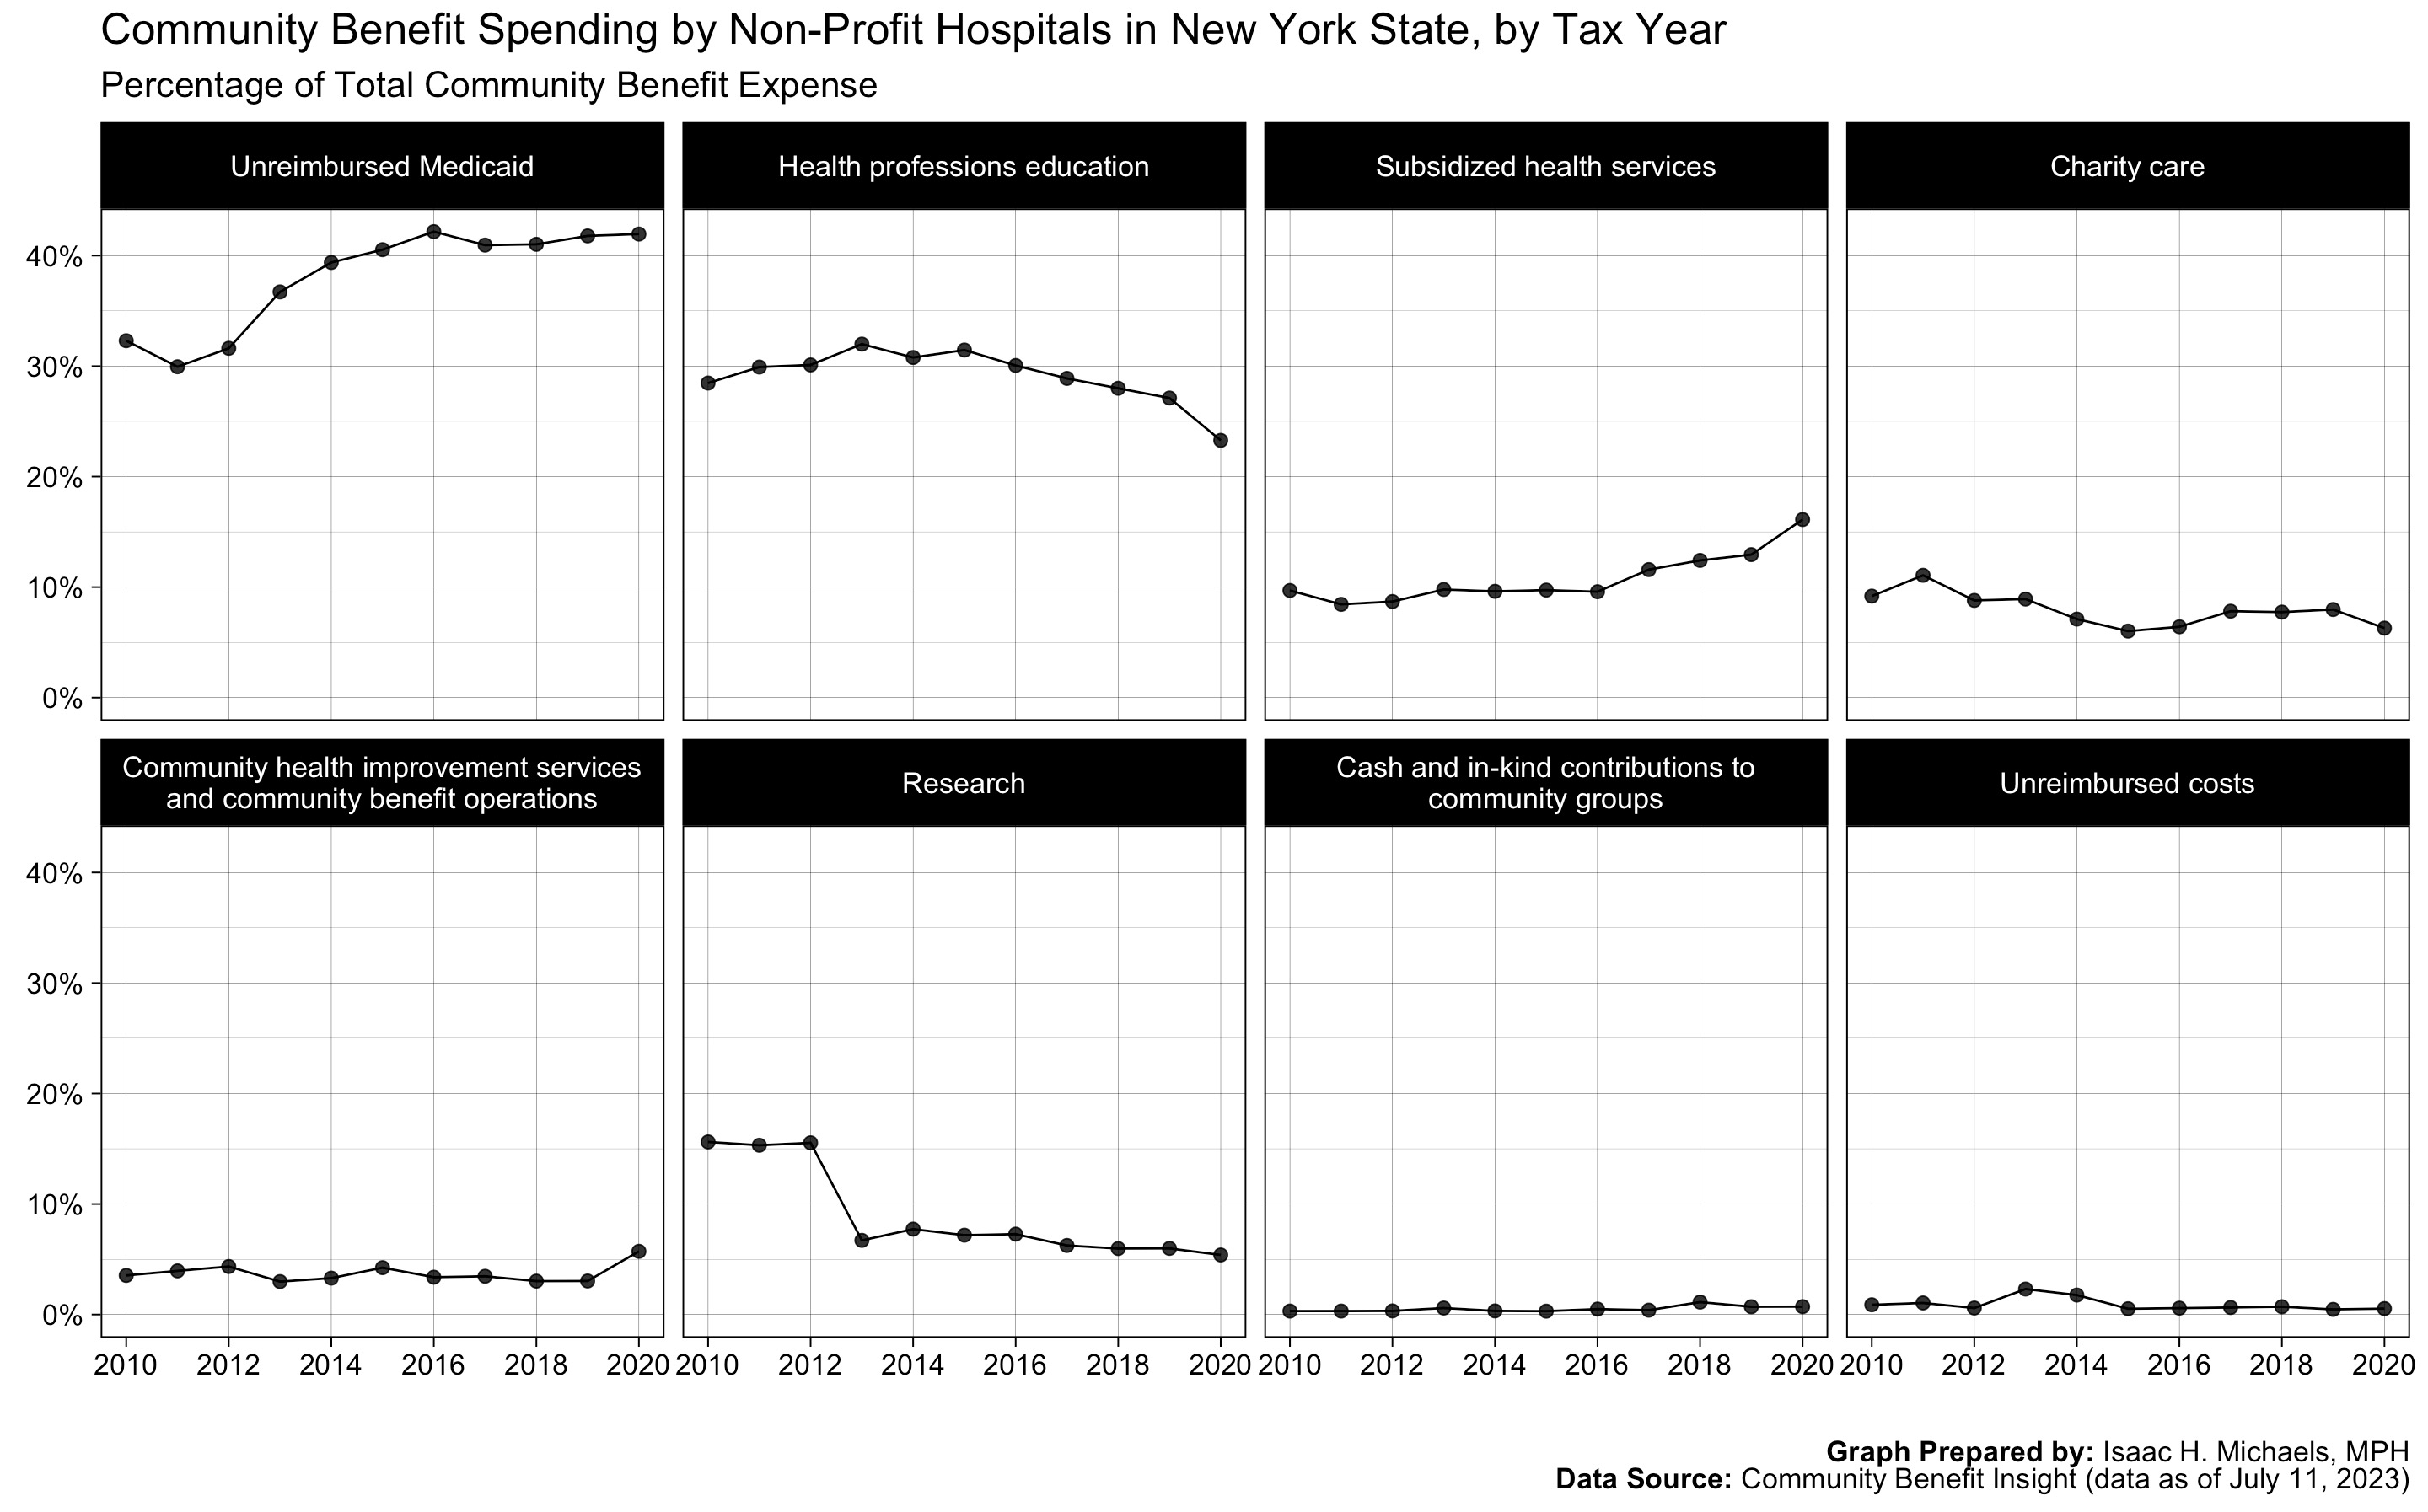 Community Benefit Spending by Non-Profit Hospitals in New York State, by Tax Year
Percentage of Total Community Benefit Expense
Unreimbursed Medicaid
Health professions education
Subsidized health services
Charity care
40%
30%
20%
10%
0%
Community health improvement services
and community benefit operations
Research
Cash and in-kind contributions to
community groups
Unreimbursed costs
40%
30%
20%
10%
0%
2010 2012 2014 2016 2018 2020
2010 2012 2014 2016 2018 2020
2010 2012 2014 2016 2018 2020
2010 2012 2014 2016 2018 2020
Graph Prepared by: Isaac H. Michaels, MPH
Data Source: Community Benefit Insight (data as of July 11, 2023)